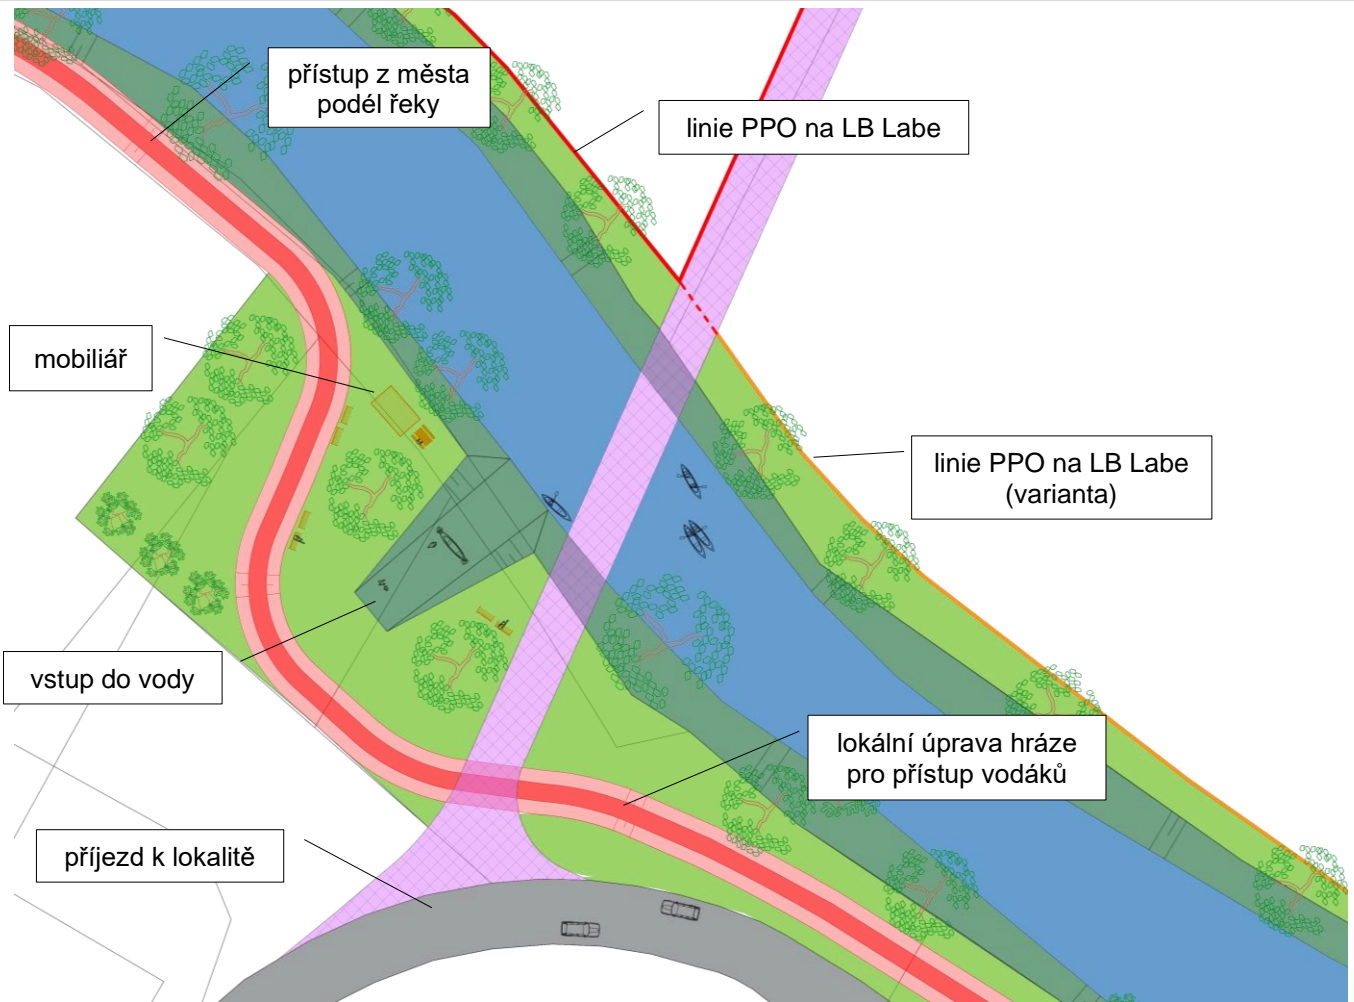 přístup z města
podél řeky
linie PPO na LB Labe
mobiliář
linie PPO na LB Labe
(varianta)
vstup do vody
lokální úprava hráze
pro přístup vodáků
příjezd k lokalitě